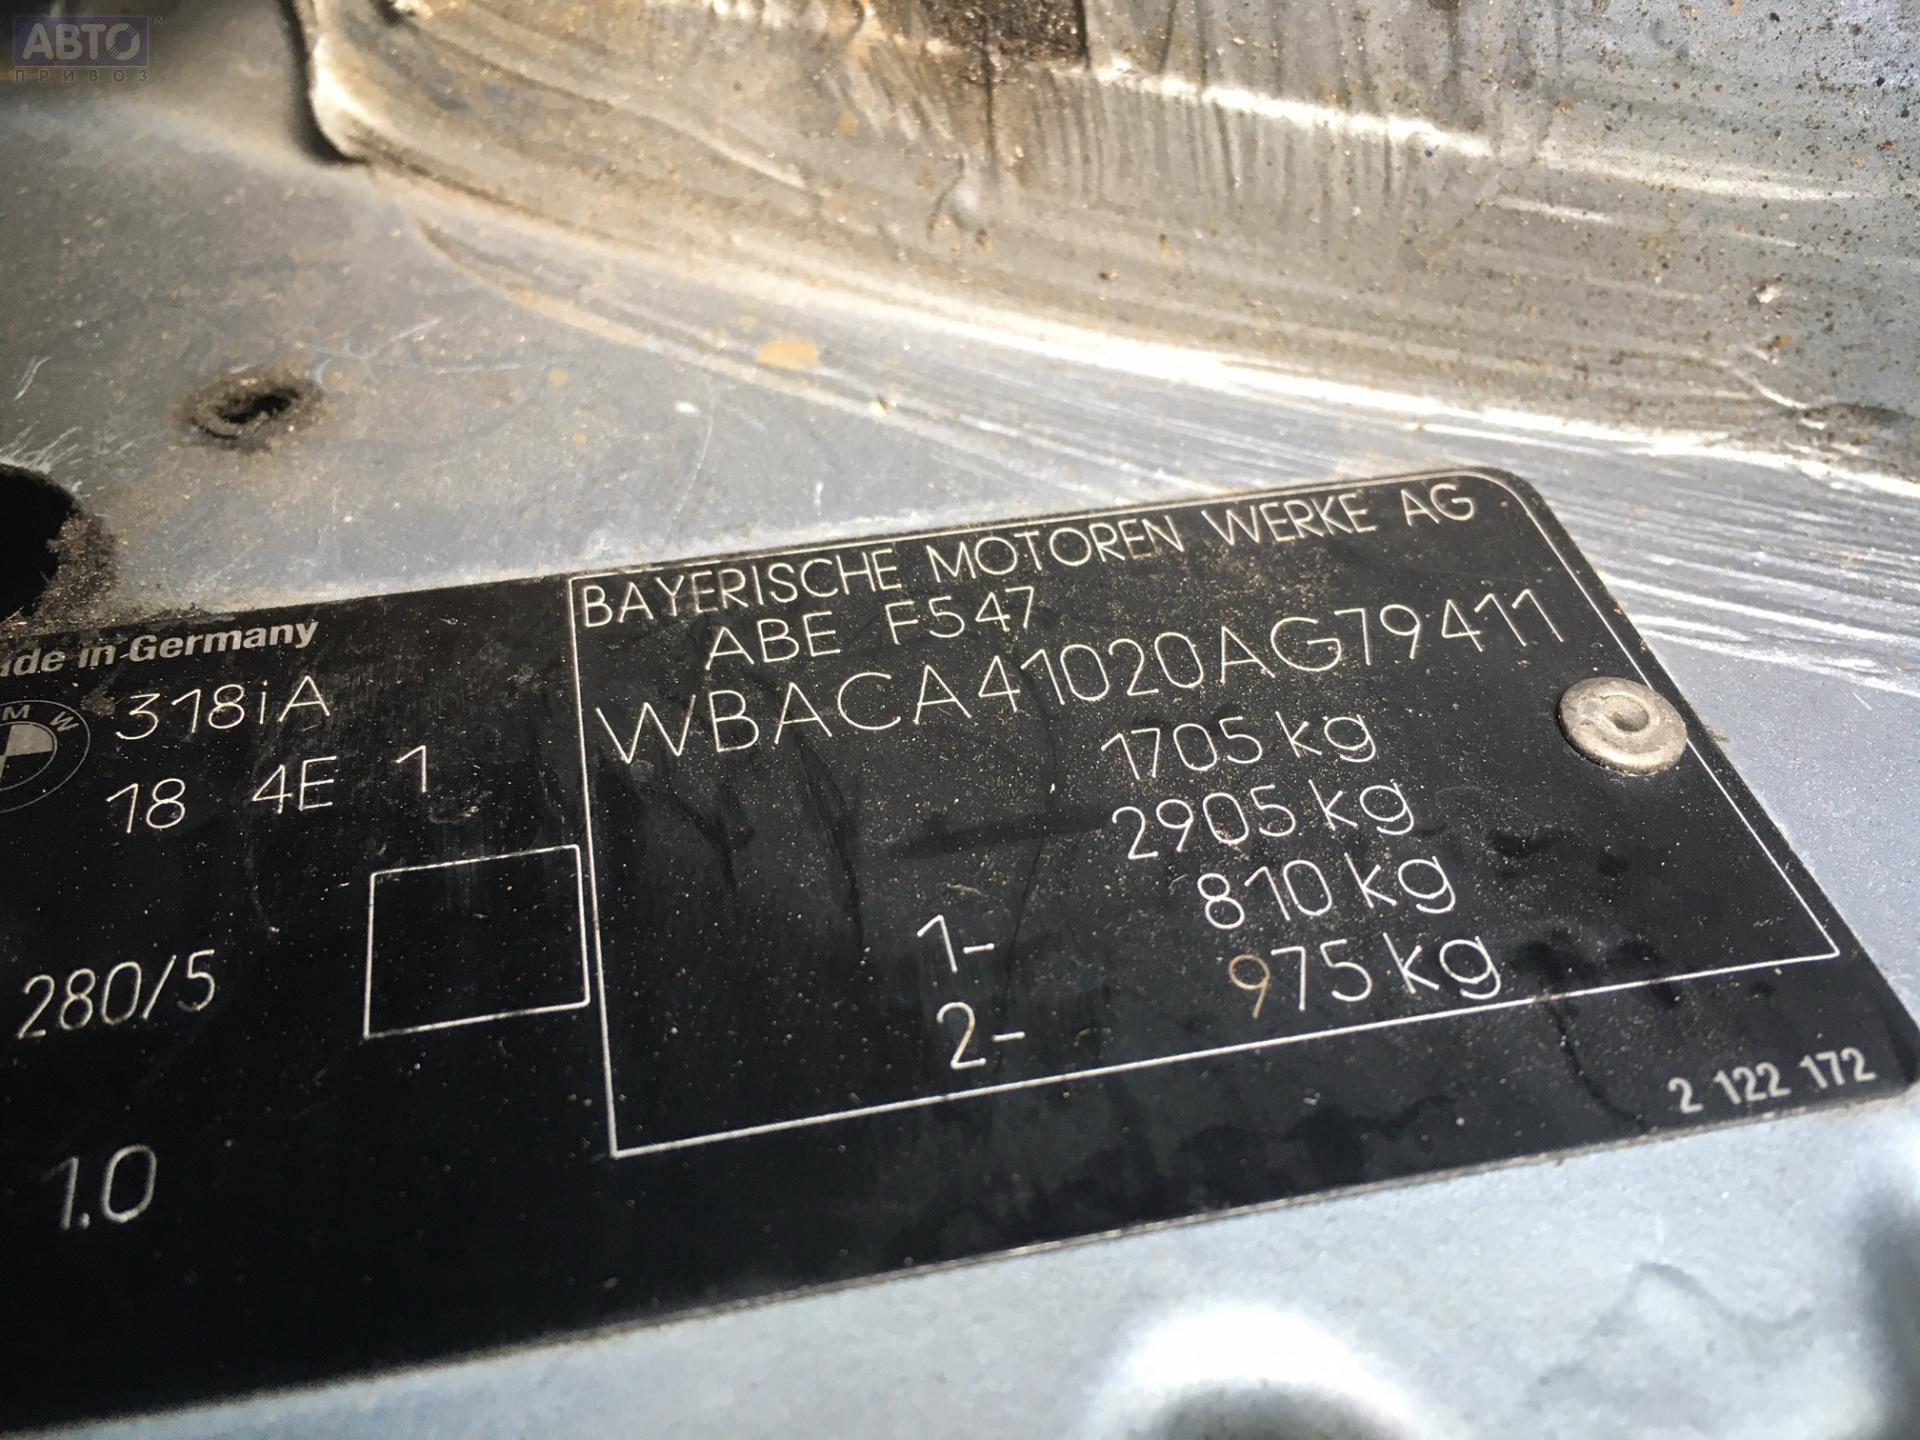 АВТО
ПРИВОЗ
ade in Germany
BMW
318iA
18 4E 1
280/5
1.0
BAYERISCHE MOTOREN WERKE AG
ABE F547
WBACA41020AG79411
1705 kg
2905 kg
1- 810 kg
2- 975 kg
2 122 172